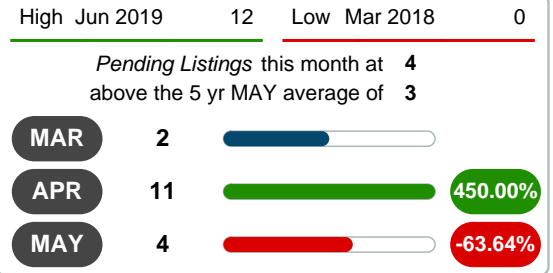 High Jun 2019 12 Low Mar 2018 0
Pending Listings this month at 4
above the 5 yr MAY average of 3
MAR 2
APR 11 450.00%
MAY 4 -63.64%